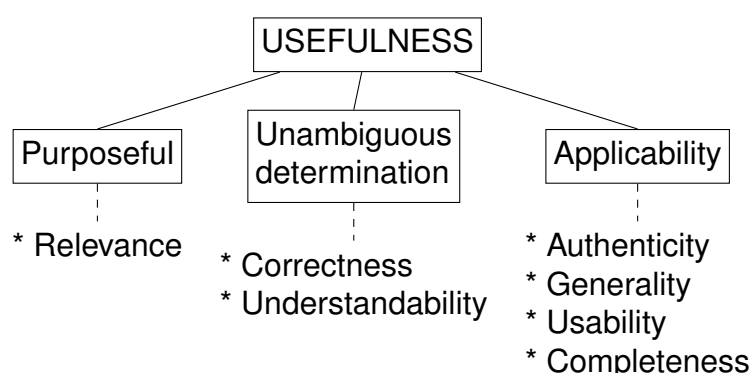 USEFULNESS
Purposeful
Unambiguous
determination
Applicability
* Relevance
* Correctness
* Understandability
* Authenticity
* Generality
* Usability
* Completeness